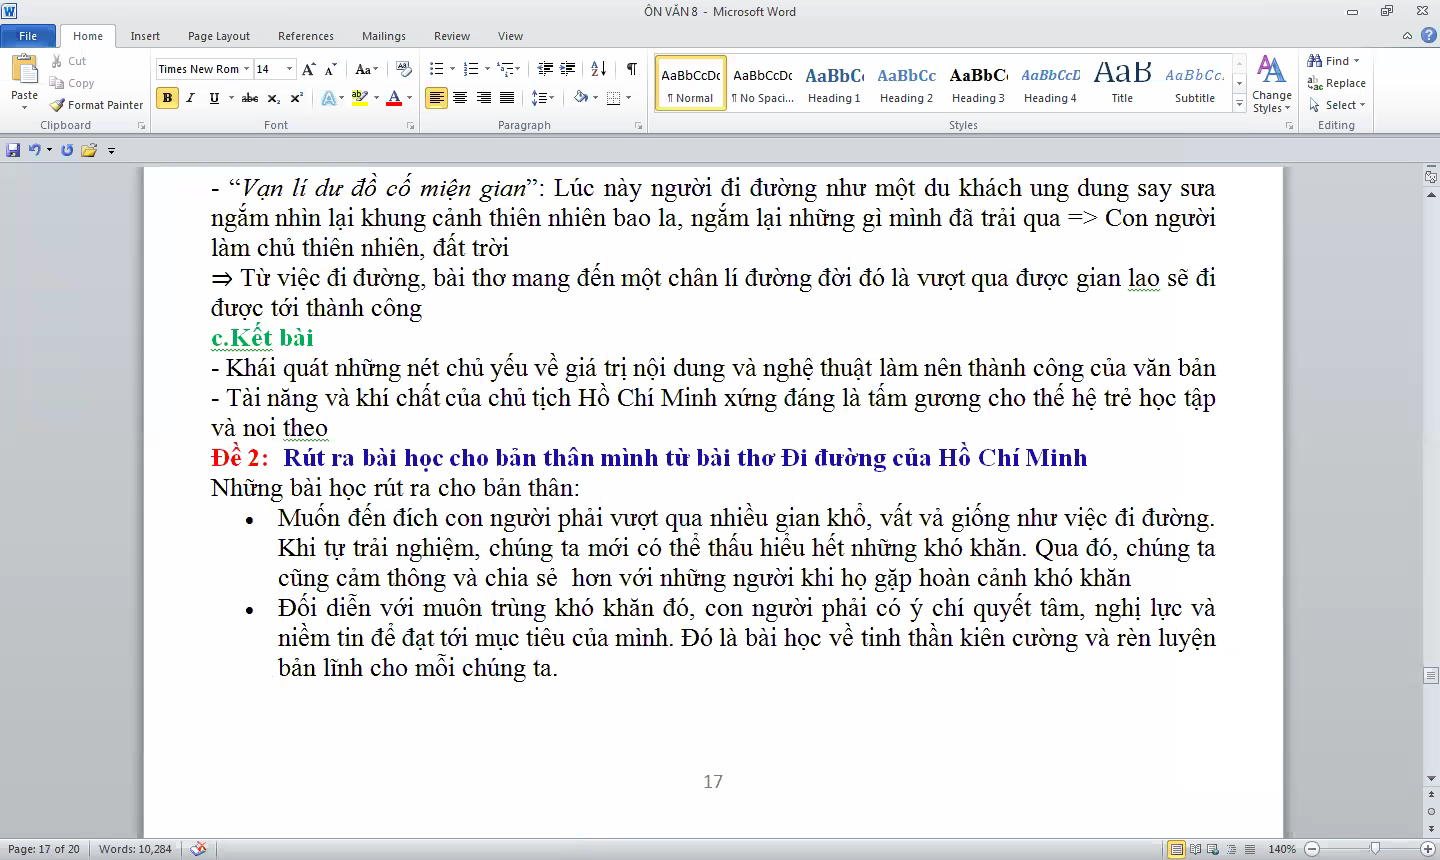 ÔN VĂN 8 - Microsoft Word
File Home Insert Page Layout References Mailings Review View
Paste Cut Copy Format Painter Clipboard
Times New Rom 14 Font
Paragraph
AaBbCcDc AaBbCcDc AaBbCc AaBbCc AaBbCc AaBbCcD AaB AaBbCc.
¶ Normal ¶ No Spaci... Heading 1 Heading 2 Heading 3 Heading 4 Title Subtitle
Change Styles Styles
Find Replace Select Editing
- “Vạn lí dư đồ cố miện gian”: Lúc này người đi đường như một du khách ung dung say sưa
ngắm nhìn lại khung cảnh thiên nhiên bao la, ngắm lại những gì mình đã trải qua => Con người
làm chủ thiên nhiên, đất trời
⇒ Từ việc đi đường, bài thơ mang đến một chân lí đường đời đó là vượt qua được gian lao sẽ đi
được tới thành công
c.Kết bài
- Khái quát những nét chủ yếu về giá trị nội dung và nghệ thuật làm nên thành công của văn bản
- Tài năng và khí chất của chủ tịch Hồ Chí Minh xứng đáng là tấm gương cho thế hệ trẻ học tập
và noi theo
Đề 2: Rút ra bài học cho bản thân mình từ bài thơ Đi đường của Hồ Chí Minh
Những bài học rút ra cho bản thân:
• Muốn đến đích con người phải vượt qua nhiều gian khổ, vất vả giống như việc đi đường.
Khi tự trải nghiệm, chúng ta mới có thể thấu hiểu hết những khó khăn. Qua đó, chúng ta
cũng cảm thông và chia sẻ hơn với những người khi họ gặp hoàn cảnh khó khăn
• Đối diễn với muôn trùng khó khăn đó, con người phải có ý chí quyết tâm, nghị lực và
niềm tin để đạt tới mục tiêu của mình. Đó là bài học về tinh thần kiên cường và rèn luyện
bản lĩnh cho mỗi chúng ta.
17
Page: 17 of 20 Words: 10,284 140%